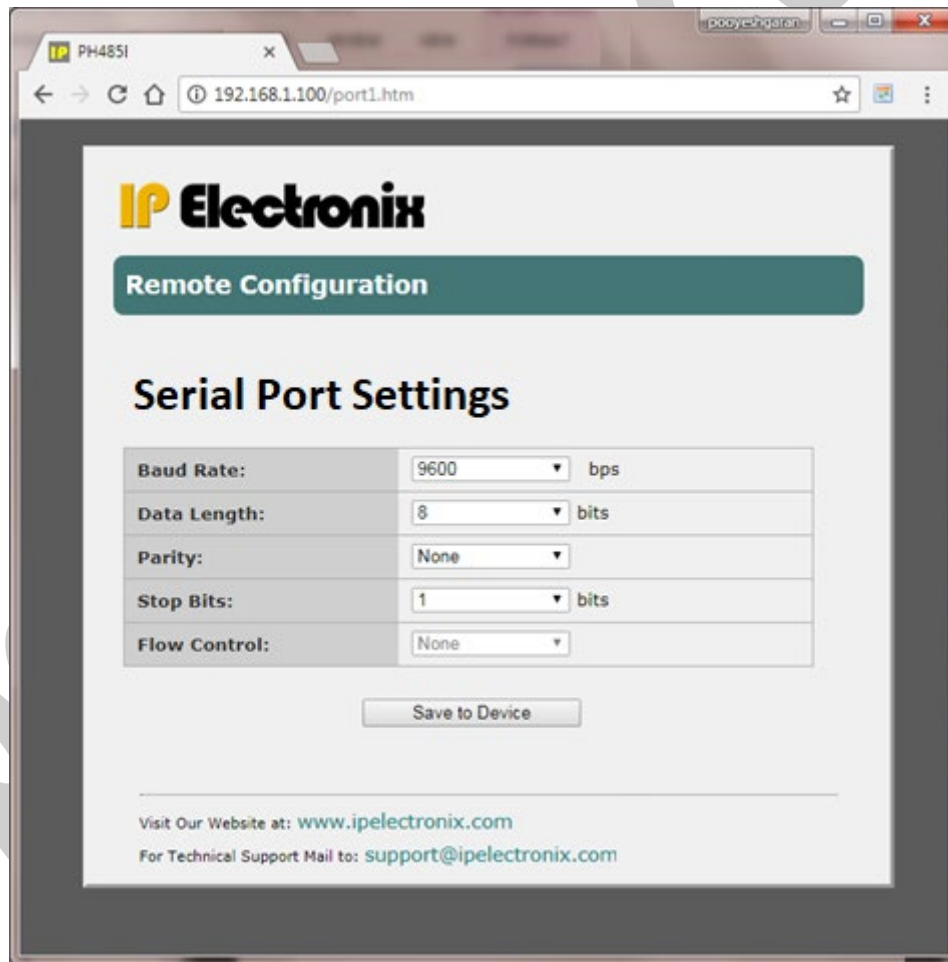 pooyeshgaran
IP PH485I
192.168.1.100/port1.htm
IP Electronix
Remote Configuration
Serial Port Settings
Baud Rate: 9600 bps
Data Length: 8 bits
Parity: None
Stop Bits: 1 bits
Flow Control: None
Save to Device
Visit Our Website at: www.ipelectronix.com
For Technical Support Mail to: support@ipelectronix.com